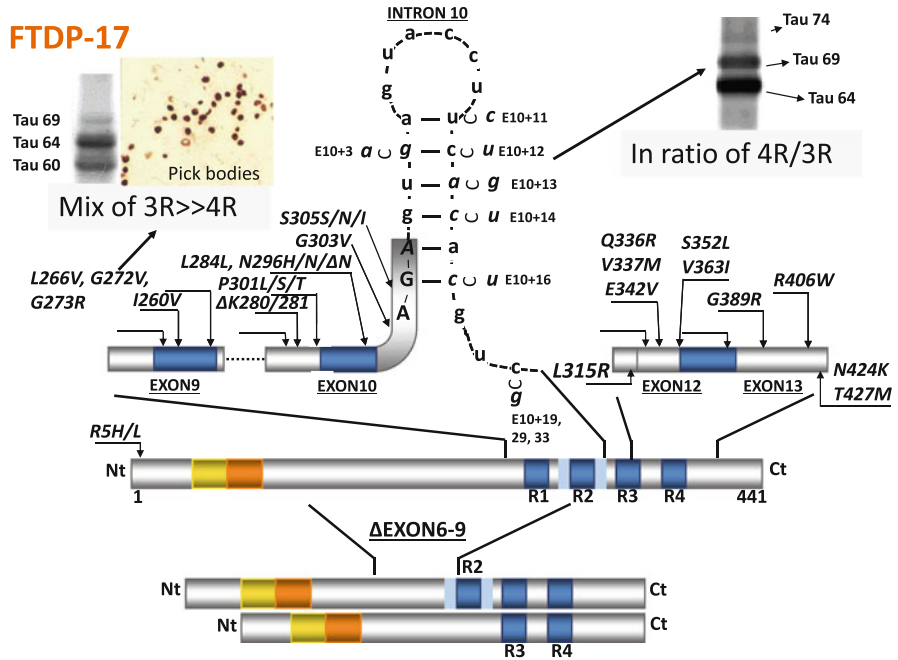 FTDP-17
INTRON 10
Tau 69
Tau 64
Tau 60
Pick bodies
Mix of 3R>>4R
Tau 74
Tau 69
Tau 64
In ratio of 4R/3R
g u a c c u
a – u c E10+11
E10+3 a g – c u E10+12
u – a g E10+13
g – c u E10+14
A a
G – c u E10+16
A g
u
c
g
E10+19,
29, 33
S305S/N/I
G303V
L284L, N296H/N/ΔN
P301L/S/T
ΔK280/281
L266V, G272V,
G273R
I260V
EXON9
EXON10
Q336R
V337M
E342V
S352L
V363I
G389R
R406W
L315R
EXON12
EXON13
N424K
T427M
R5H/L
Nt
Ct
1
R1
R2
R3
R4
441
ΔEXON6-9
R2
Nt
Ct
Nt
Ct
R3
R4